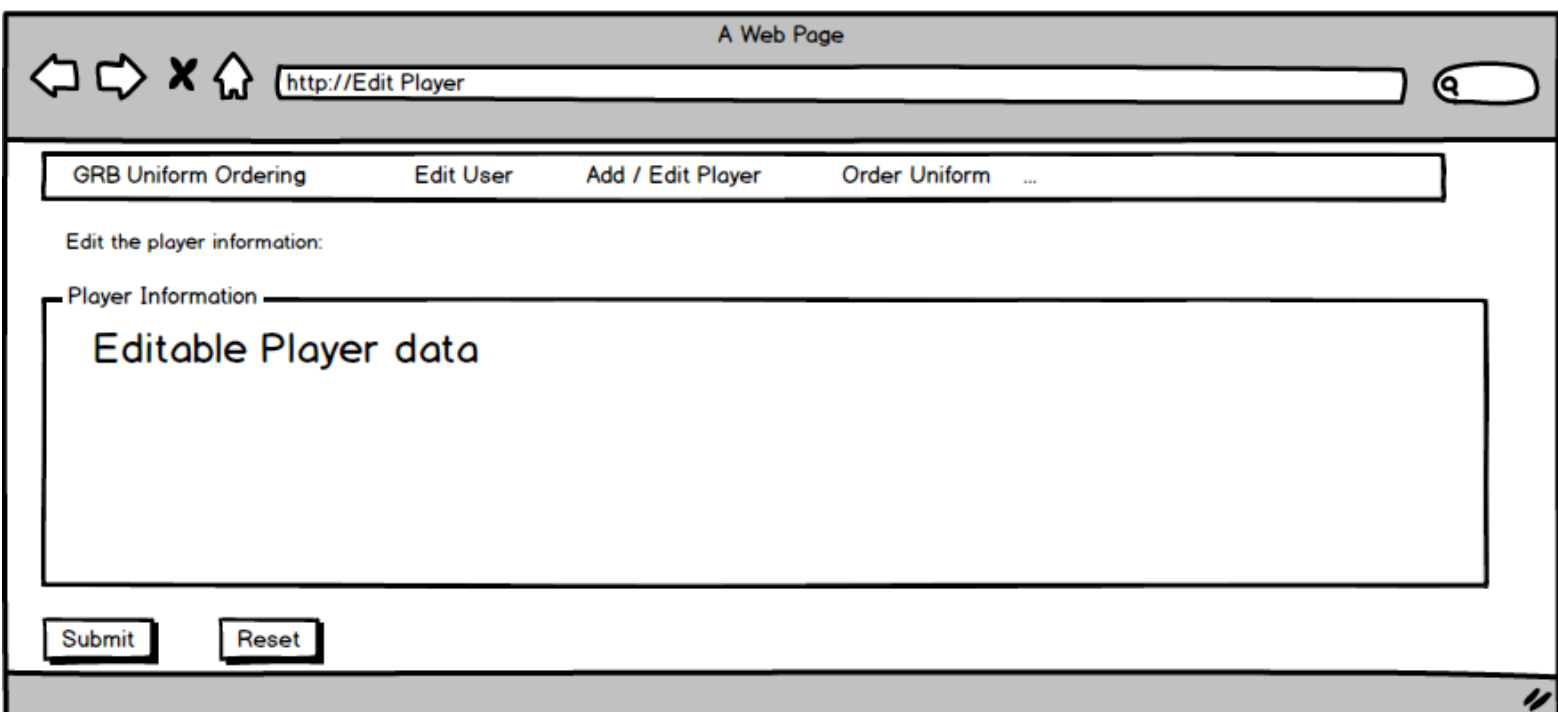 A Web Page
http://Edit Player
GRB Uniform Ordering Edit User Add / Edit Player Order Uniform ...
Edit the player information:
Player Information
Editable Player data
Submit Reset